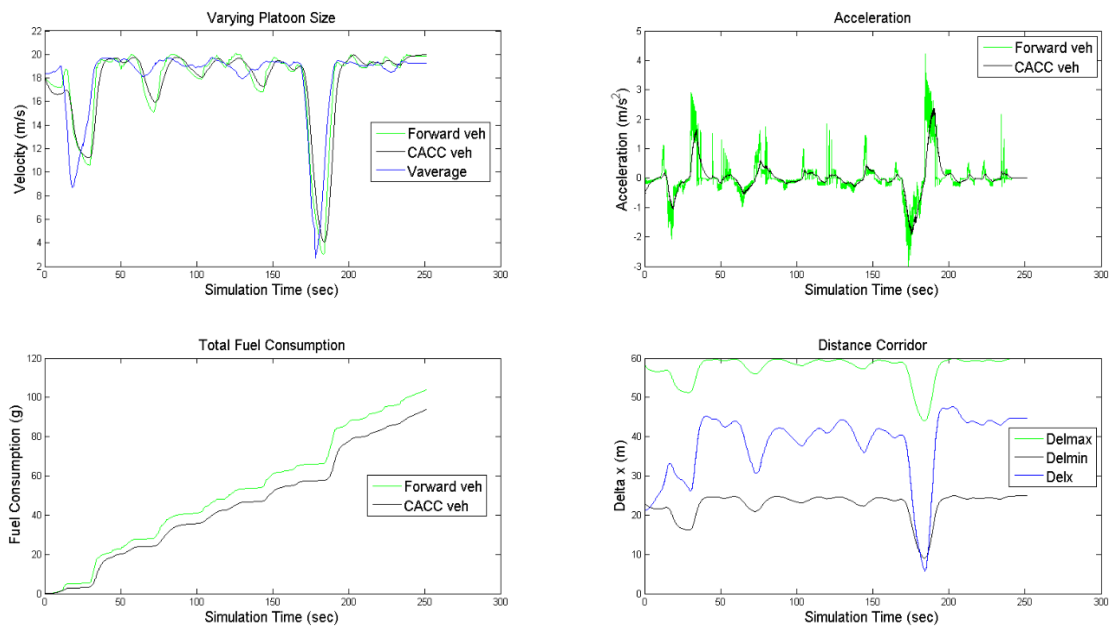 Varying Platoon Size
Velocity (m/s)
22
20
18
16
14
12
10
8
6
4
2
0
50
100
150
200
250
300
Simulation Time (sec)
Forward veh
CACC veh
Vaverage
Acceleration
Acceleration (m/s²)
5
4
3
2
1
0
-1
-2
-3
0
50
100
150
200
250
300
Simulation Time (sec)
Forward veh
CACC veh
Total Fuel Consumption
Fuel Consumption (g)
120
100
80
60
40
20
0
0
50
100
150
200
250
300
Simulation Time (sec)
Forward veh
CACC veh
Distance Corridor
Delta x (m)
60
50
40
30
20
10
0
0
50
100
150
200
250
300
Simulation Time (sec)
Delmax
Delmin
Delx